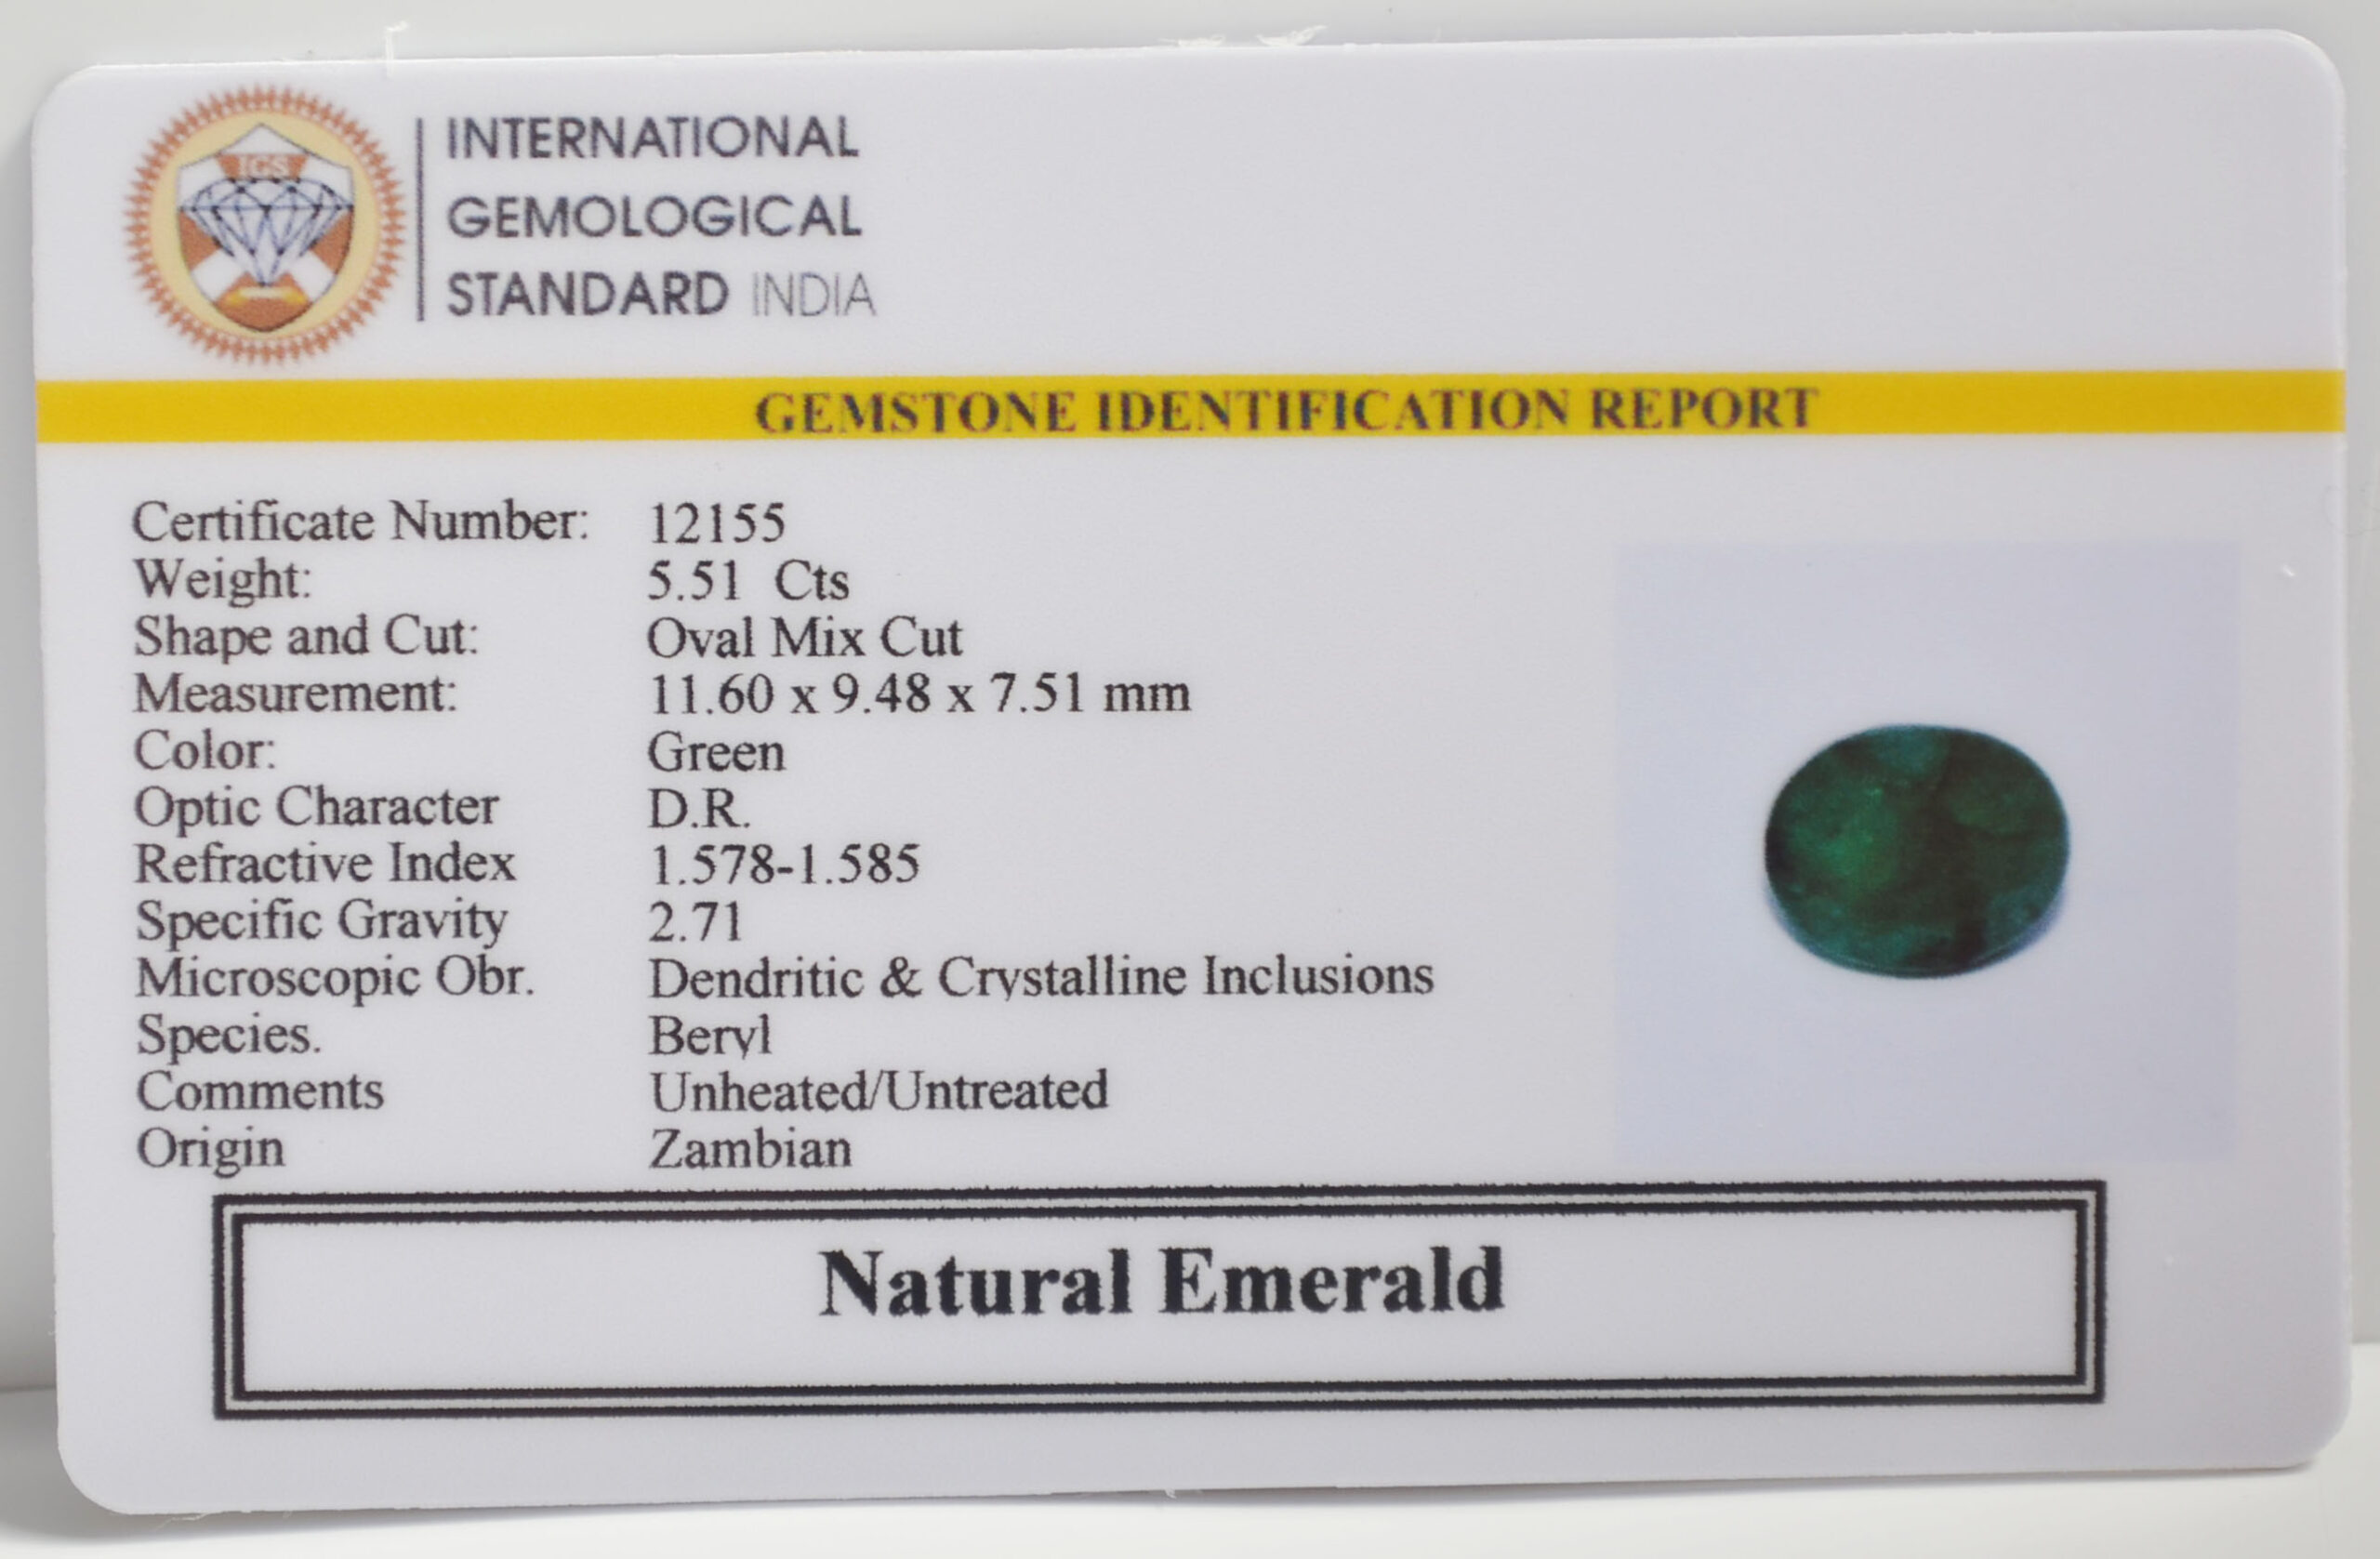 IGS
INTERNATIONAL
GEMOLOGICAL
STANDARD INDIA
GEMSTONE IDENTIFICATION REPORT
Certificate Number: 12155
Weight: 5.51 Cts
Shape and Cut: Oval Mix Cut
Measurement: 11.60 x 9.48 x 7.51 mm
Color: Green
Optic Character D.R.
Refractive Index 1.578-1.585
Specific Gravity 2.71
Microscopic Obr. Dendritic & Crystalline Inclusions
Species. Beryl
Comments Unheated/Untreated
Origin Zambian
Natural Emerald